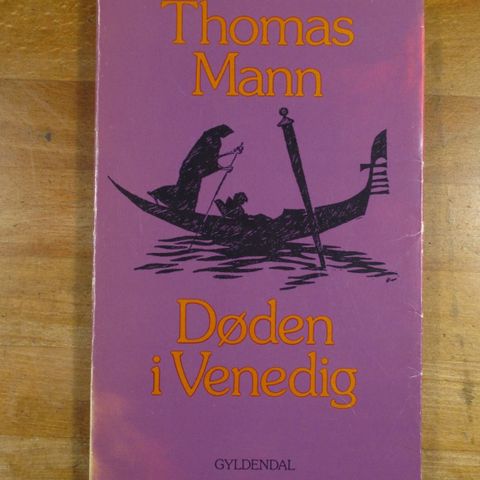 Thomas
Mann
Døden
i Venedig
GYLDENDAL